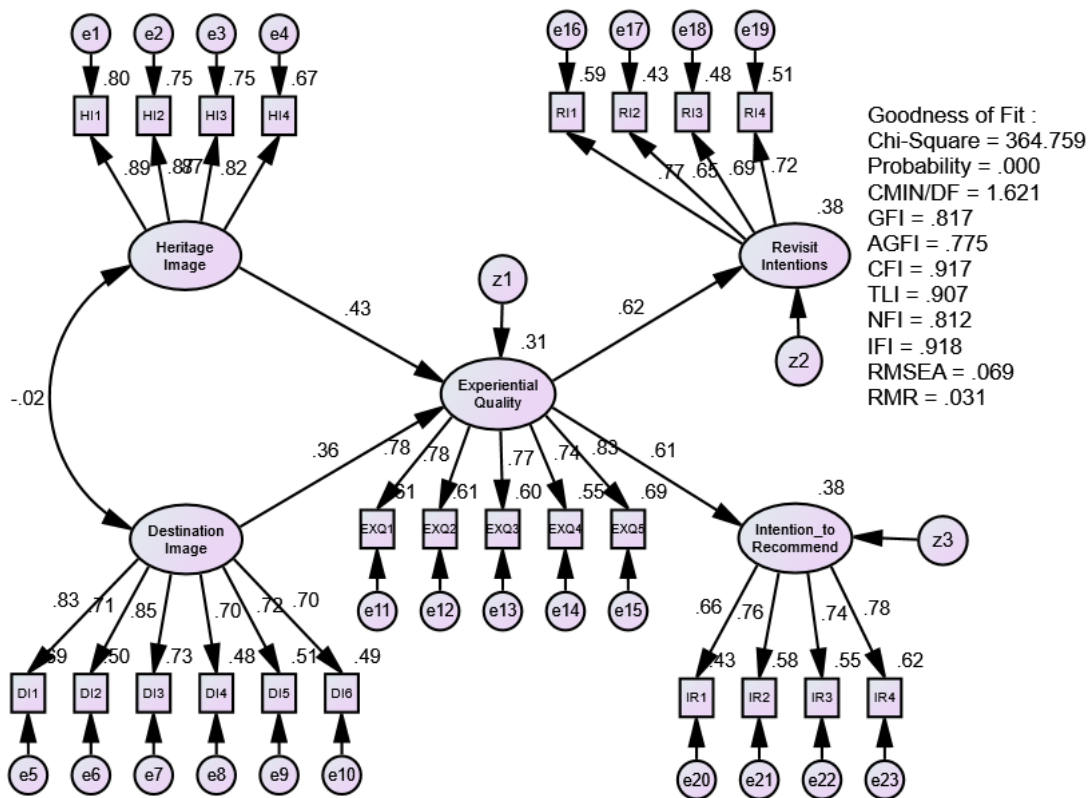 e1 e2 e3 e4
.80 .75 .75 .67
HI1 HI2 HI3 HI4
.89 .87 .87 .82
Heritage
Image
e16 e17 e18 e19
.59 .43 .48 .51
RI1 RI2 RI3 RI4
.77 .65 .69 .72
.38
Revisit
Intentions
z2
Goodness of Fit :
Chi-Square = 364.759
Probability = .000
CMIN/DF = 1.621
GFI = .817
AGFI = .775
CFI = .917
TLI = .907
NFI = .812
IFI = .918
RMSEA = .069
RMR = .031
.43
z1
.62
.31
Experiential
Quality
-.02
.36
.61
.78 .78 .77 .74 .83
.61 .61 .60 .55 .69
EXQ1 EXQ2 EXQ3 EXQ4 EXQ5
e11 e12 e13 e14 e15
Destination
Image
.83 .71 .85 .70 .72 .70
.69 .50 .73 .48 .51 .49
DI1 DI2 DI3 DI4 DI5 DI6
e5 e6 e7 e8 e9 e10
.38
Intention_to
Recommend
z3
.66 .76 .74 .78
.43 .58 .55 .62
IR1 IR2 IR3 IR4
e20 e21 e22 e23